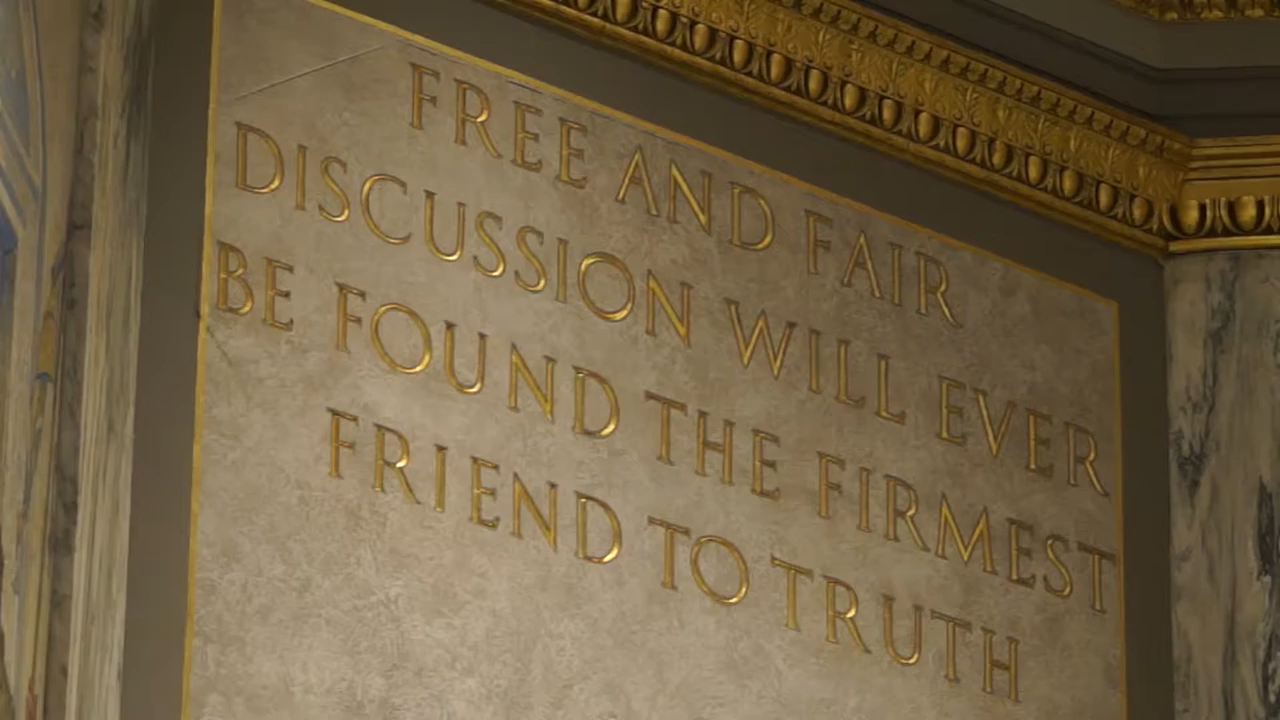 FREE AND FAIR
DISCUSSION WILL EVER
BE FOUND THE FIRMEST
FRIEND TO TRUTH